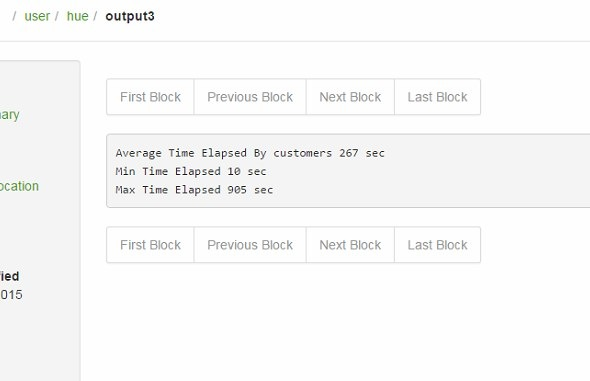 / user / hue / output3
ary
First Block Previous Block Next Block Last Block
Average Time Elapsed By customers 267 sec
Min Time Elapsed 10 sec
Max Time Elapsed 905 sec
ocation
First Block Previous Block Next Block Last Block
fied
015